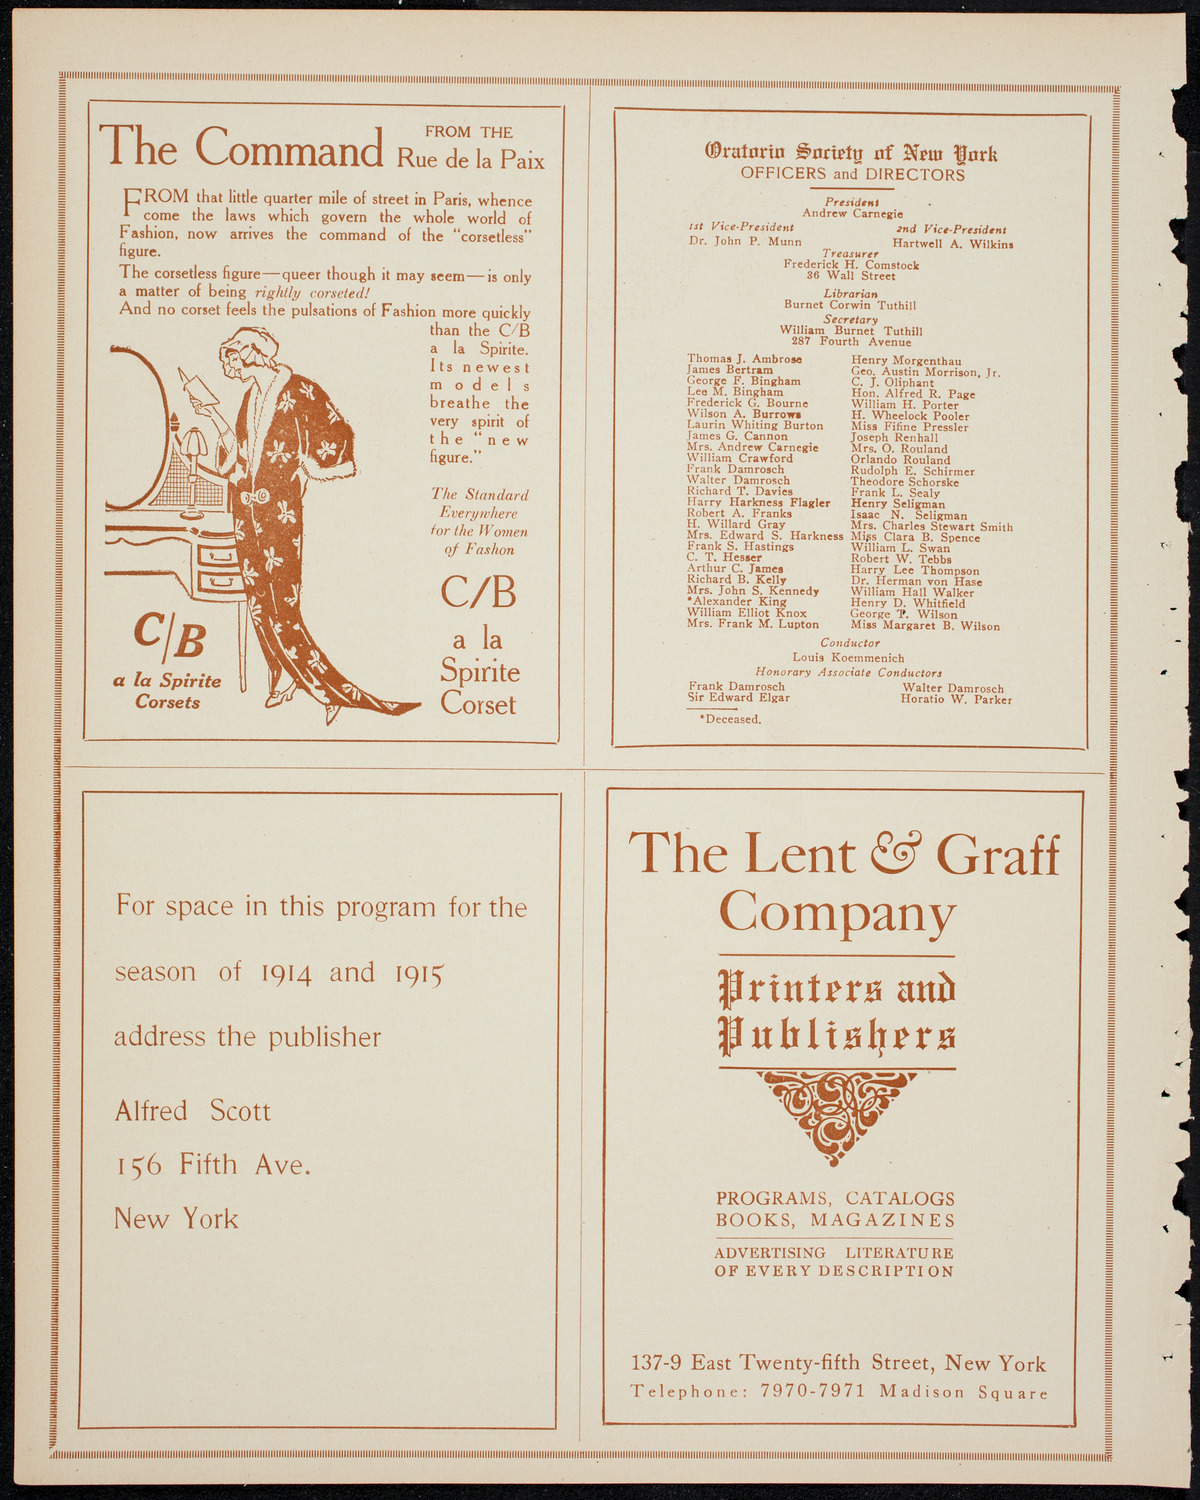 The Command FROM THE
Rue de la Paix
FROM that little quarter mile of street in Paris, whence
come the laws which govern the whole world of
Fashion, now arrives the command of the "corsetless"
figure.
The corsetless figure—queer though it may seem—is only
a matter of being rightly corseted!
And no corset feels the pulsations of Fashion more quickly
than the C/B
a la Spirite.
Its newest
models
breathe the
very spirit of
the "new
figure."
The Standard
Everywhere
for the Women
of Fashon
C/B
a la
Spirite
Corset
C/B
a la Spirite
Corsets
Oratorio Society of New York
OFFICERS and DIRECTORS
President
Andrew Carnegie
1st Vice-President 2nd Vice-President
Dr. John P. Munn Hartwell A. Wilkins
Treasurer
Frederick H. Comstock
36 Wall Street
Librarian
Burnet Corwin Tuthill
Secretary
William Burnet Tuthill
287 Fourth Avenue
Thomas J. Ambrose
James Bertram
George F. Bingham
Lee M. Bingham
Frederick G. Bourne
Wilson A. Burrows
Laurin Whiting Burton
James G. Cannon
Mrs. Andrew Carnegie
William Crawford
Frank Damrosch
Walter Damrosch
Richard T. Davies
Harry Harkness Flagler
Robert A. Franks
H. Willard Gray
Mrs. Edward S. Harkness
Frank S. Hastings
C. T. Hesser
Arthur C. James
Richard B. Kelly
Mrs. John S. Kennedy
*Alexander King
William Elliot Knox
Mrs. Frank M. Lupton
Henry Morgenthau
Geo. Austin Morrison, Jr.
C. J. Oliphant
Hon. Alfred R. Page
William H. Porter
H. Wheelock Pooler
Miss Fifine Pressler
Joseph Renhall
Mrs. O. Rouland
Orlando Rouland
Rudolph E. Schirmer
Theodore Schorske
Frank L. Sealy
Henry Seligman
Isaac N. Seligman
Mrs. Charles Stewart Smith
Miss Clara B. Spence
William L. Swan
Robert W. Tebbs
Harry Lee Thompson
Dr. Herman von Hase
William Hall Walker
Henry D. Whitfield
George T. Wilson
Miss Margaret B. Wilson
Conductor
Louis Koemmenich
Honorary Associate Conductors
Frank Damrosch Walter Damrosch
Sir Edward Elgar Horatio W. Parker
*Deceased.
For space in this program for the
season of 1914 and 1915
address the publisher
Alfred Scott
156 Fifth Ave.
New York
The Lent & Graff
Company
Printers and
Publishers
PROGRAMS, CATALOGS
BOOKS, MAGAZINES
ADVERTISING LITERATURE
OF EVERY DESCRIPTION
137-9 East Twenty-fifth Street, New York
Telephone: 7970-7971 Madison Square